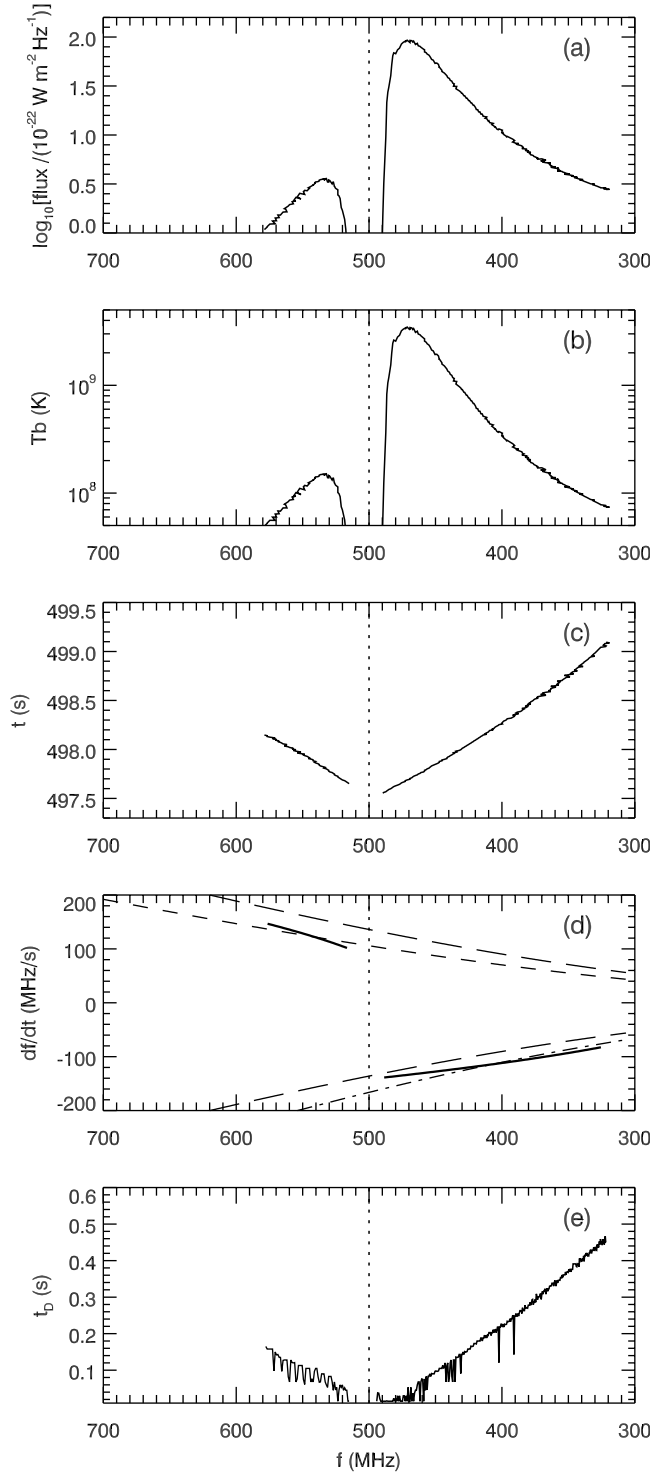 log₁₀[flux /(10⁻²² W m⁻² Hz⁻¹)]
2.0
1.5
1.0
0.5
0.0
(a)
700 600 500 400 300
Tb (K)
10⁹
10⁸
(b)
700 600 500 400 300
t (s)
499.5
499.0
498.5
498.0
497.5
(c)
700 600 500 400 300
df/dt (MHz/s)
200
100
0
-100
-200
(d)
700 600 500 400 300
t_D (s)
0.6
0.5
0.4
0.3
0.2
0.1
(e)
700 600 500 400 300
f (MHz)